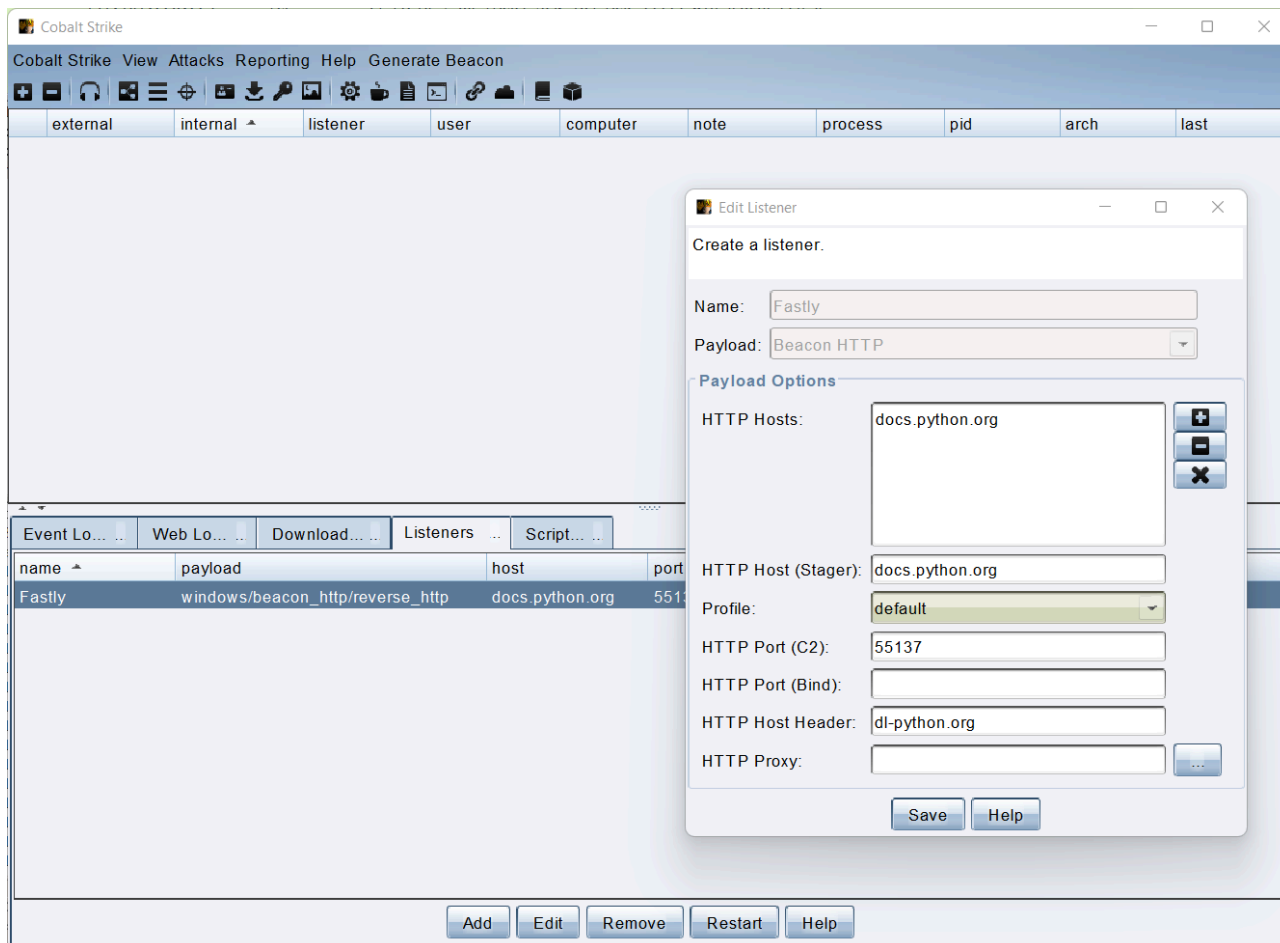 Cobalt Strike
Cobalt Strike View Attacks Reporting Help Generate Beacon
external internal listener user computer note process pid arch last
Edit Listener
Create a listener.
Name: Fastly
Payload: Beacon HTTP
Payload Options
HTTP Hosts: docs.python.org
Event Lo... ... Web Lo... ... Download... ... Listeners ... Script... ...
name payload host port
Fastly windows/beacon_http/reverse_http docs.python.org 5513
HTTP Host (Stager): docs.python.org
Profile: default
HTTP Port (C2): 55137
HTTP Port (Bind):
HTTP Host Header: dl-python.org
HTTP Proxy: ...
Save Help
Add Edit Remove Restart Help